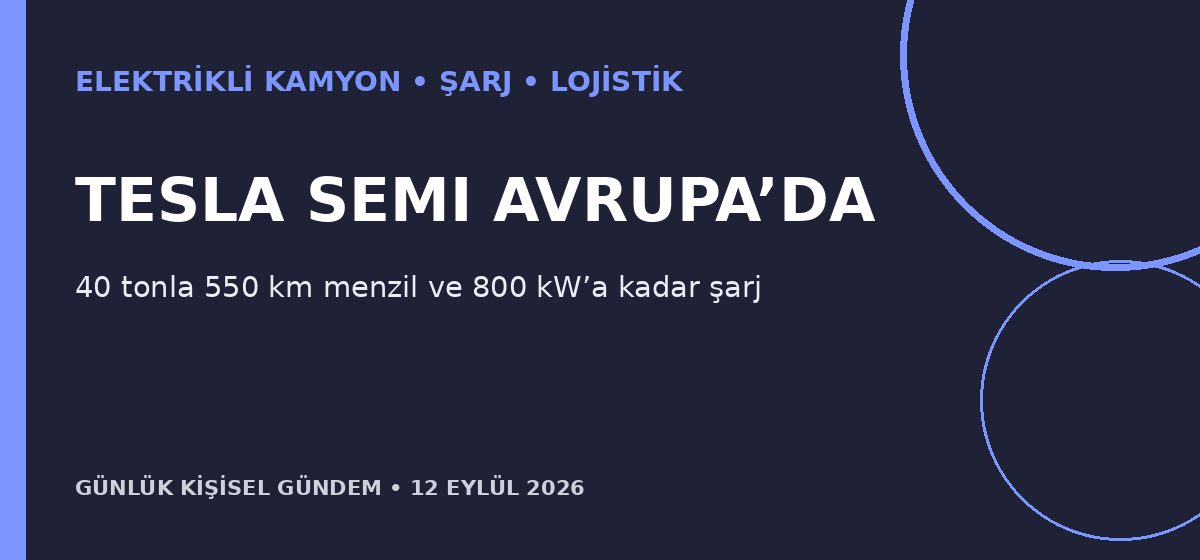 ELEKTRİKLİ KAMYON • ŞARJ • LOJİSTİK
TESLA SEMI AVRUPA’DA
40 tonla 550 km menzil ve 800 kW’a kadar şarj
GÜNLÜK KİŞİSEL GÜNDEM • 12 EYLÜL 2026